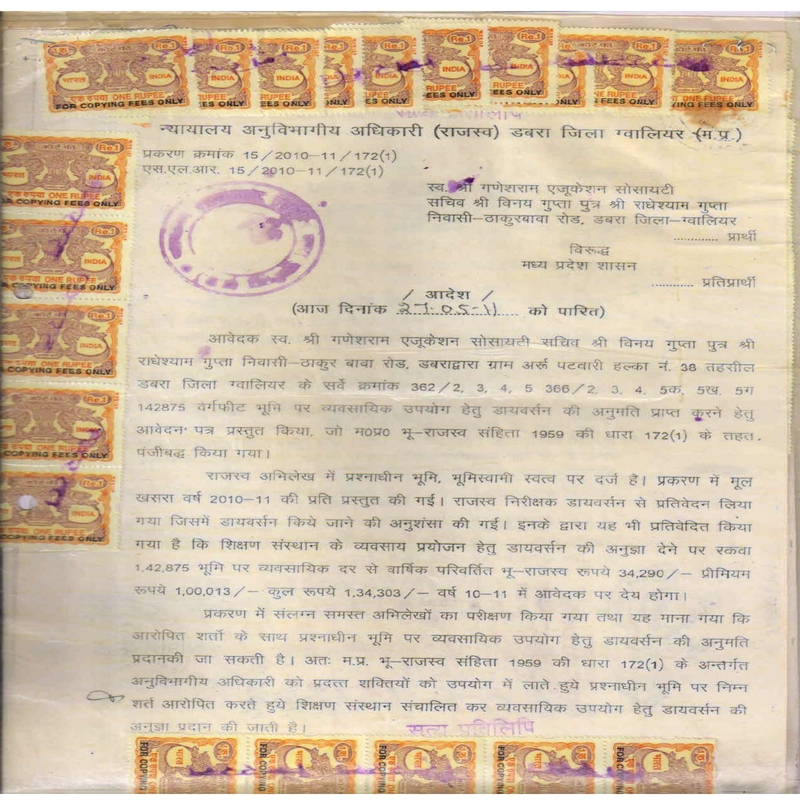 न्यायालय अनुविभागीय अधिकारी (राजस्व) डबरा जिला ग्वालियर (म.प्र.)
प्रकरण क्रमांक 15/2010-11/172(1)
एस.एल.आर. 15/2010-11/172(1)
स्व. श्री गणेशराम एजूकेशन सोसायटी
सचिव श्री विनय गुप्ता पुत्र श्री राधेश्याम गुप्ता
निवासी-ठाकुरबावा रोड, डबरा जिला-ग्वालियर
............. प्रार्थी
विरूद्ध
मध्य प्रदेश शासन
............ प्रतिप्रार्थी
/ आदेश /
(आज दिनांक 27.05.11 को पारित)
आवेदक स्व. श्री गणेशराम एजूकेशन सोसायटी सचिव श्री विनय गुप्ता पुत्र श्री
राधेश्याम गुप्ता निवासी-ठाकुर बावा रोड, डबराद्वारा ग्राम अर्रू पटवारी हल्का नं. 38 तहसील
डबरा जिला ग्वालियर के सर्वे क्रमांक 362/2, 3, 4, 5 366/2, 3, 4, 5क, 5ख, 5ग
142875 वर्गफीट भूमि पर व्यवसायिक उपयोग हेतु डायवर्सन की अनुमति प्राप्त करने हेतु
आवेदन पत्र प्रस्तुत किया, जो म0प्र0 भू-राजस्व संहिता 1959 की धारा 172(1) के तहत
पंजीबद्ध किया गया।
राजस्व अभिलेख में प्रश्नाधीन भूमि, भूमिस्वामी स्वत्व पर दर्ज है। प्रकरण में मूल
खसरा वर्ष 2010-11 की प्रति प्रस्तुत की गई। राजस्व निरीक्षक डायवर्सन से प्रतिवेदन लिया
गया जिसमें डायवर्सन किये जाने की अनुशंसा की गई। इनके द्वारा यह भी प्रतिवेदित किया
गया है कि शिक्षण संस्थान के व्यवसाय प्रयोजन हेतु डायवर्सन की अनुज्ञा देने पर रकवा
1,42,875 भूमि पर व्यवसायिक दर से वार्षिक परिवर्तित भू-राजस्व रूपये 34,290/- प्रीमियम
रूपये 1,00,013/- कुल रूपये 1,34,303/- वर्ष 10-11 में आवेदक पर देय होगा।
प्रकरण में संलग्न समस्त अभिलेखों का परीक्षण किया गया तथा यह माना गया कि
आरोपित शर्तो के साथ प्रश्नाधीन भूमि पर व्यवसायिक उपयोग हेतु डायवर्सन की अनुमति
प्रदानकी जा सकती है। अतः म.प्र. भू-राजस्व संहिता 1959 की धारा 172(1) के अन्तर्गत
अनुविभागीय अधिकारी को प्रदत्त शक्तियों को उपयोग में लाते हुये प्रश्नाधीन भूमि पर निम्न
शर्त आरोपित करते हुये शिक्षण संस्थान संचालित कर व्यवसायिक उपयोग हेतु डायवर्सन की
अनुज्ञा प्रदान की जाती है।
सत्य प्रतिलिपि